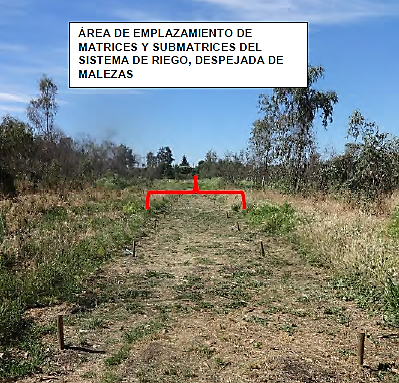 ÁREA DE EMPLAZAMIENTO DE
MATRICES Y SUBMATRICES DEL
SISTEMA DE RIEGO, DESPEJADA DE
MALEZAS